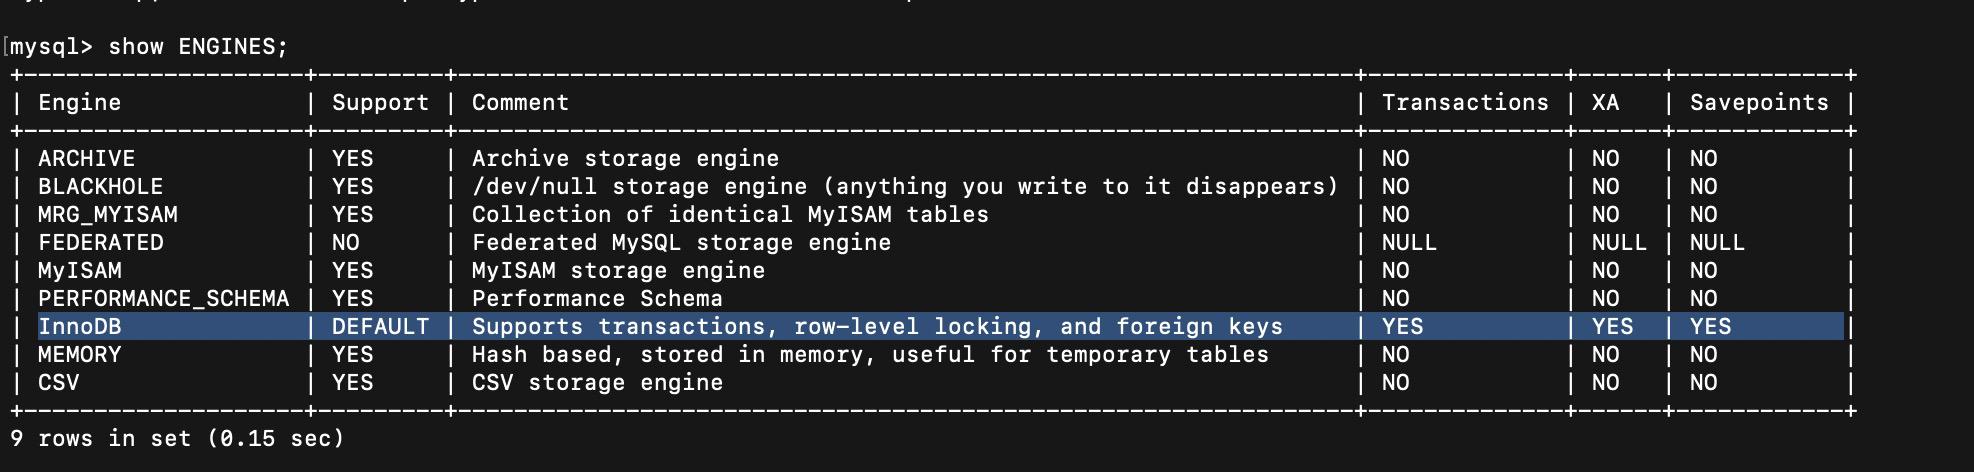 mysql> show ENGINES;
+--------------------+---------+----------------------------------------------------------------+--------------+------+------------+
| Engine             | Support | Comment                                                        | Transactions | XA   | Savepoints |
+--------------------+---------+----------------------------------------------------------------+--------------+------+------------+
| ARCHIVE            | YES     | Archive storage engine                                         | NO           | NO   | NO         |
| BLACKHOLE          | YES     | /dev/null storage engine (anything you write to it disappears) | NO           | NO   | NO         |
| MRG_MYISAM         | YES     | Collection of identical MyISAM tables                          | NO           | NO   | NO         |
| FEDERATED          | NO      | Federated MySQL storage engine                                 | NULL         | NULL | NULL       |
| MyISAM             | YES     | MyISAM storage engine                                          | NO           | NO   | NO         |
| PERFORMANCE_SCHEMA | YES     | Performance Schema                                             | NO           | NO   | NO         |
| InnoDB             | DEFAULT | Supports transactions, row-level locking, and foreign keys     | YES          | YES  | YES        |
| MEMORY             | YES     | Hash based, stored in memory, useful for temporary tables      | NO           | NO   | NO         |
| CSV                | YES     | CSV storage engine                                             | NO           | NO   | NO         |
+--------------------+---------+----------------------------------------------------------------+--------------+------+------------+
9 rows in set (0.15 sec)